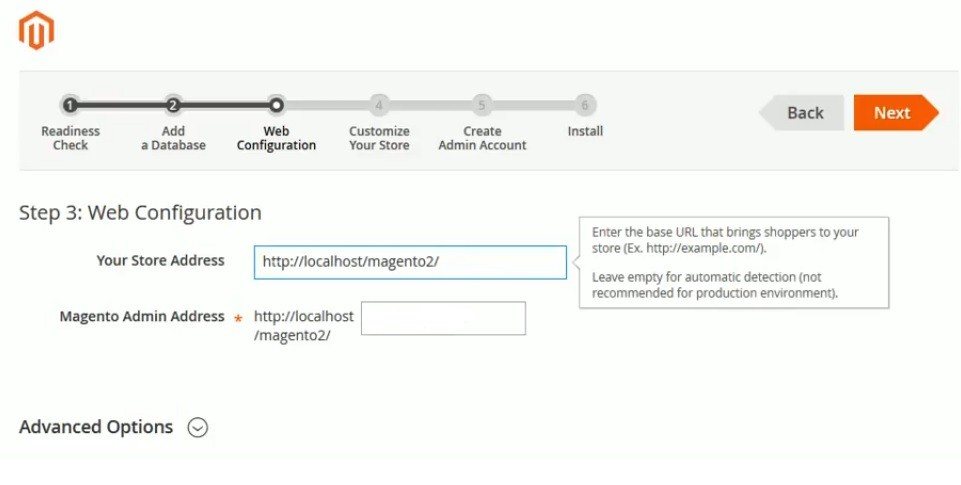 1 2 4 5 6
Readiness Add Web Customize Create Install
Check a Database Configuration Your Store Admin Account
Back Next
Step 3: Web Configuration
Your Store Address http://localhost/magento2/
Enter the base URL that brings shoppers to your
store (Ex. http://example.com/).
Leave empty for automatic detection (not
recommended for production environment).
Magento Admin Address * http://localhost
/magento2/
Advanced Options